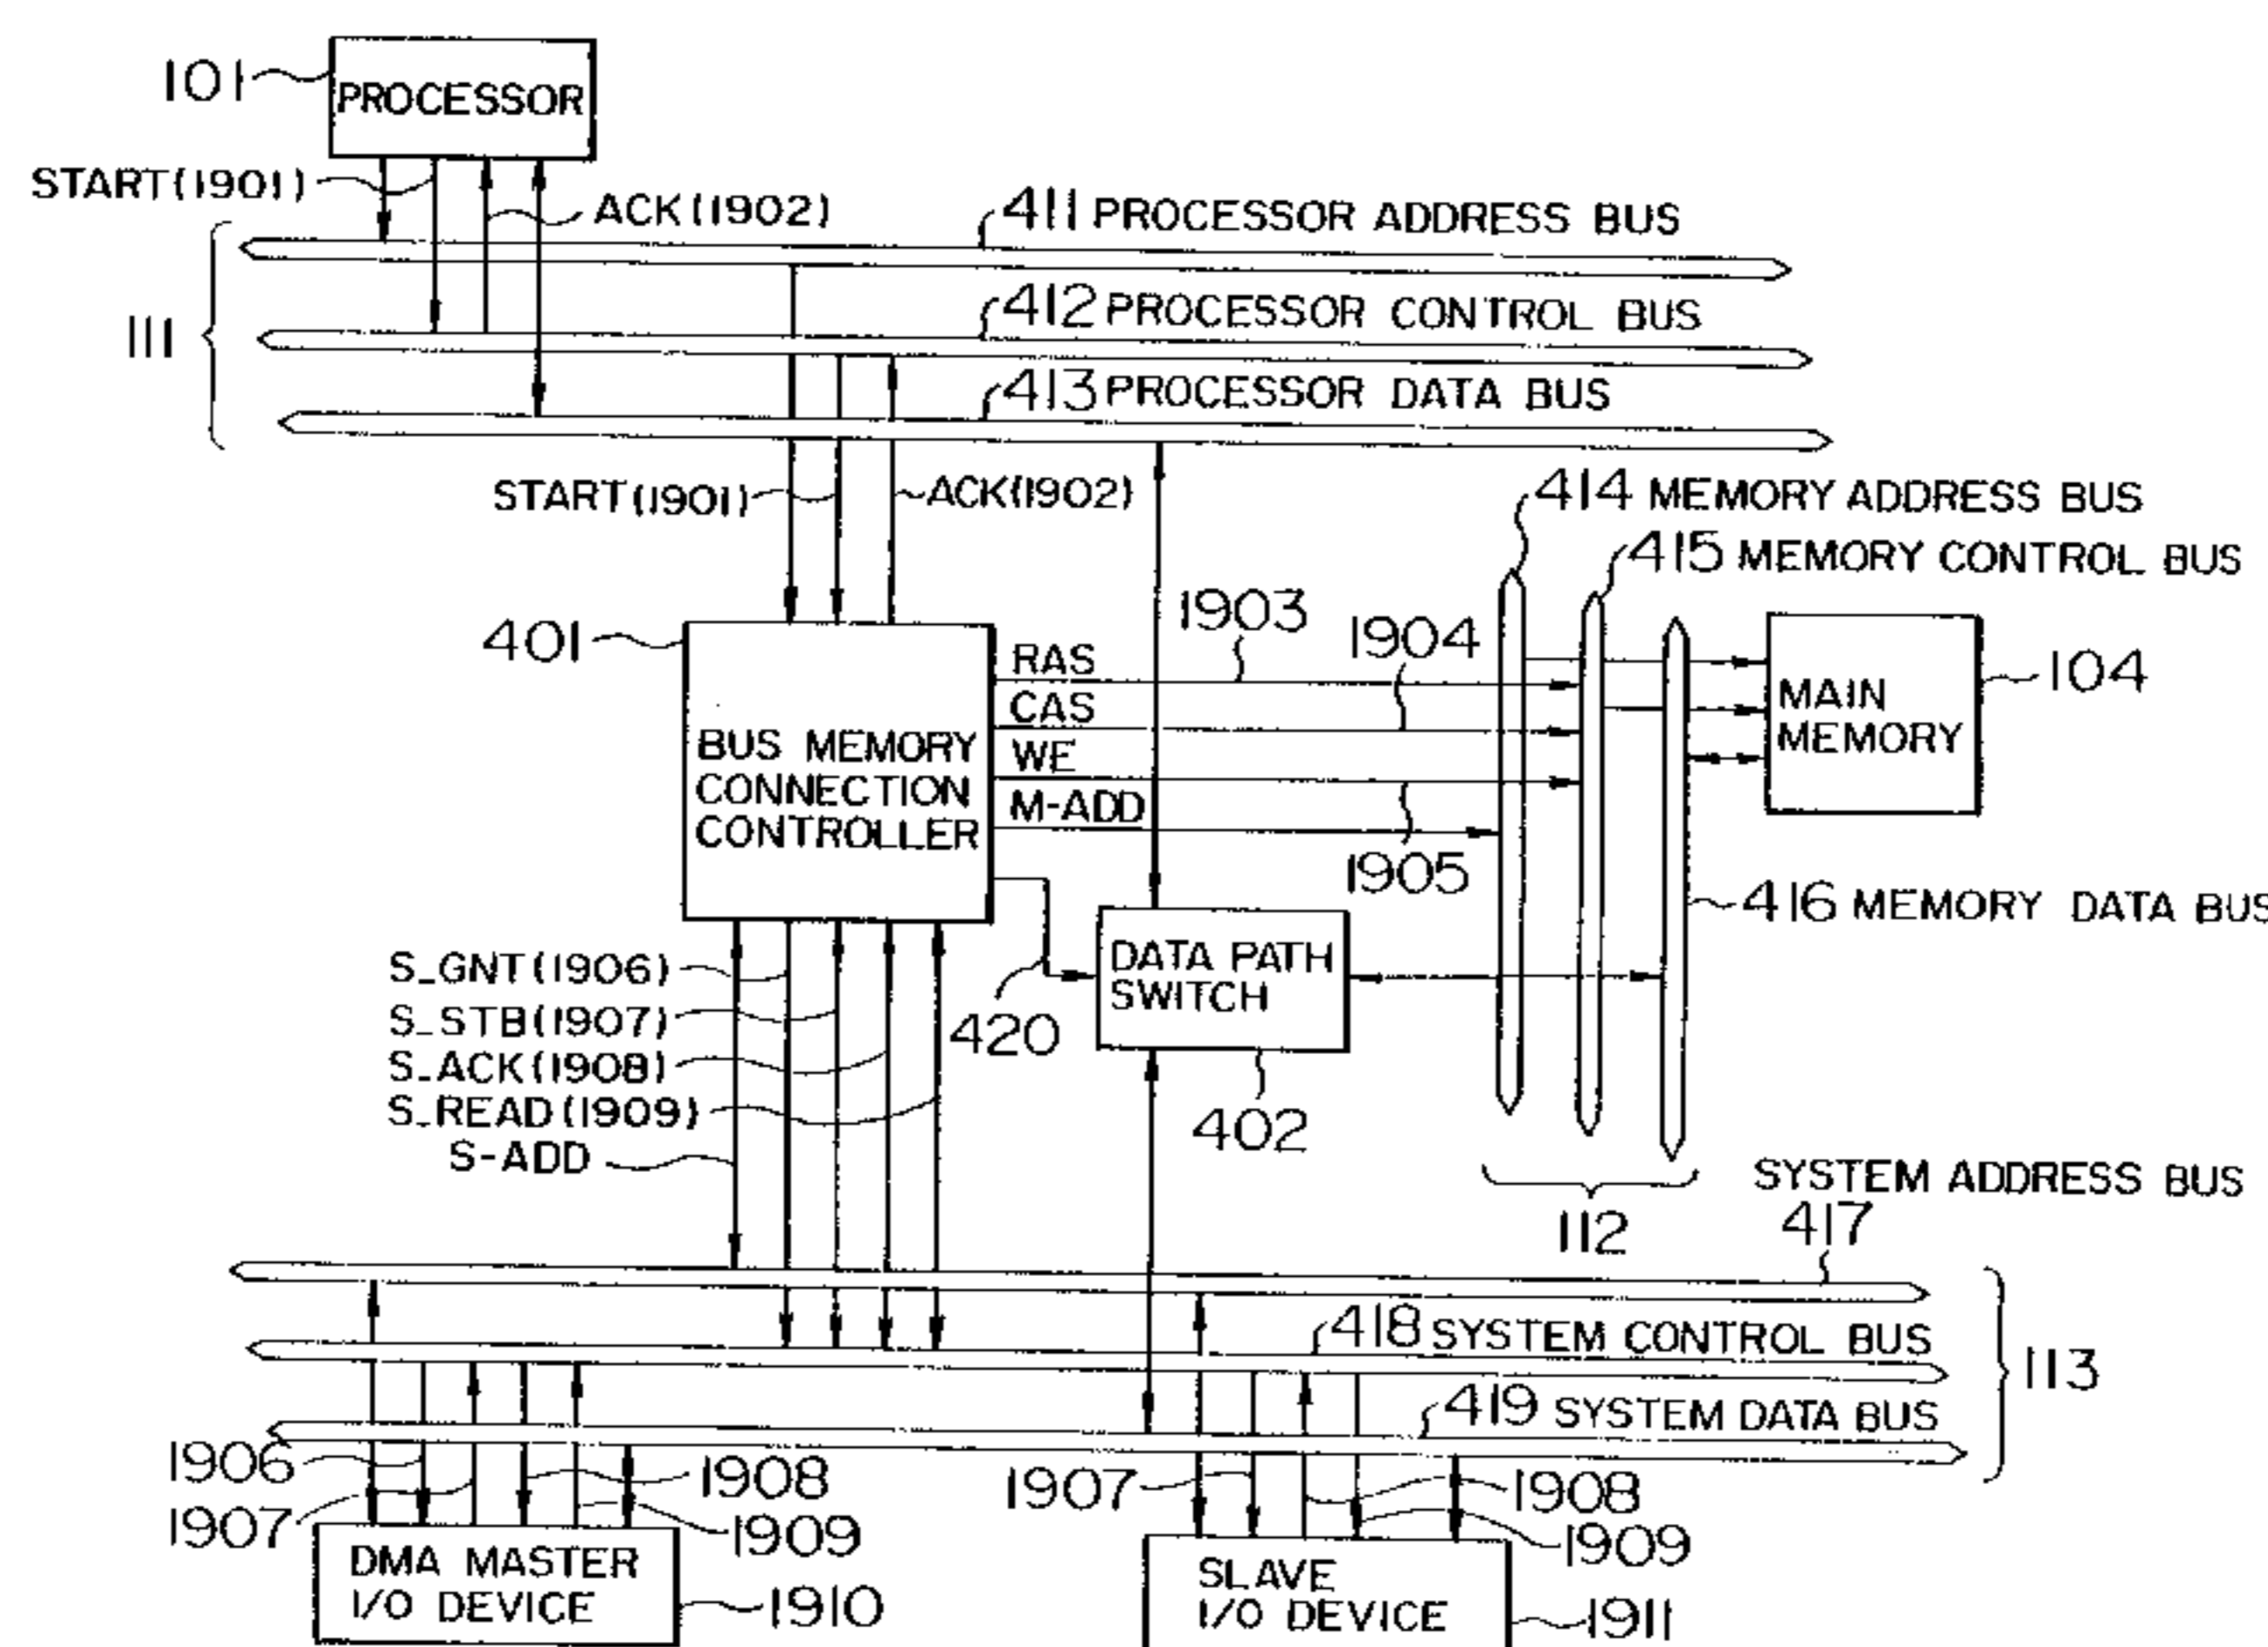 101
PROCESSOR
START(1901)
ACK(1902)
411 PROCESSOR ADDRESS BUS
412 PROCESSOR CONTROL BUS
111
413 PROCESSOR DATA BUS
START(1901)
ACK(1902)
414 MEMORY ADDRESS BUS
415 MEMORY CONTROL BUS
1903
1904
401
RAS
CAS
WE
M-ADD
BUS MEMORY
CONNECTION
CONTROLLER
MAIN
MEMORY
104
1905
416 MEMORY DATA BUS
S_GNT(1906)
S_STB(1907)
S_ACK(1908)
S_READ(1909)
S-ADD
420
DATA PATH
SWITCH
402
112
SYSTEM ADDRESS BUS
417
418 SYSTEM CONTROL BUS
113
419 SYSTEM DATA BUS
1906
1907
1908
1909
1907
1908
1909
DMA MASTER
I/O DEVICE
1910
SLAVE
I/O DEVICE
1911